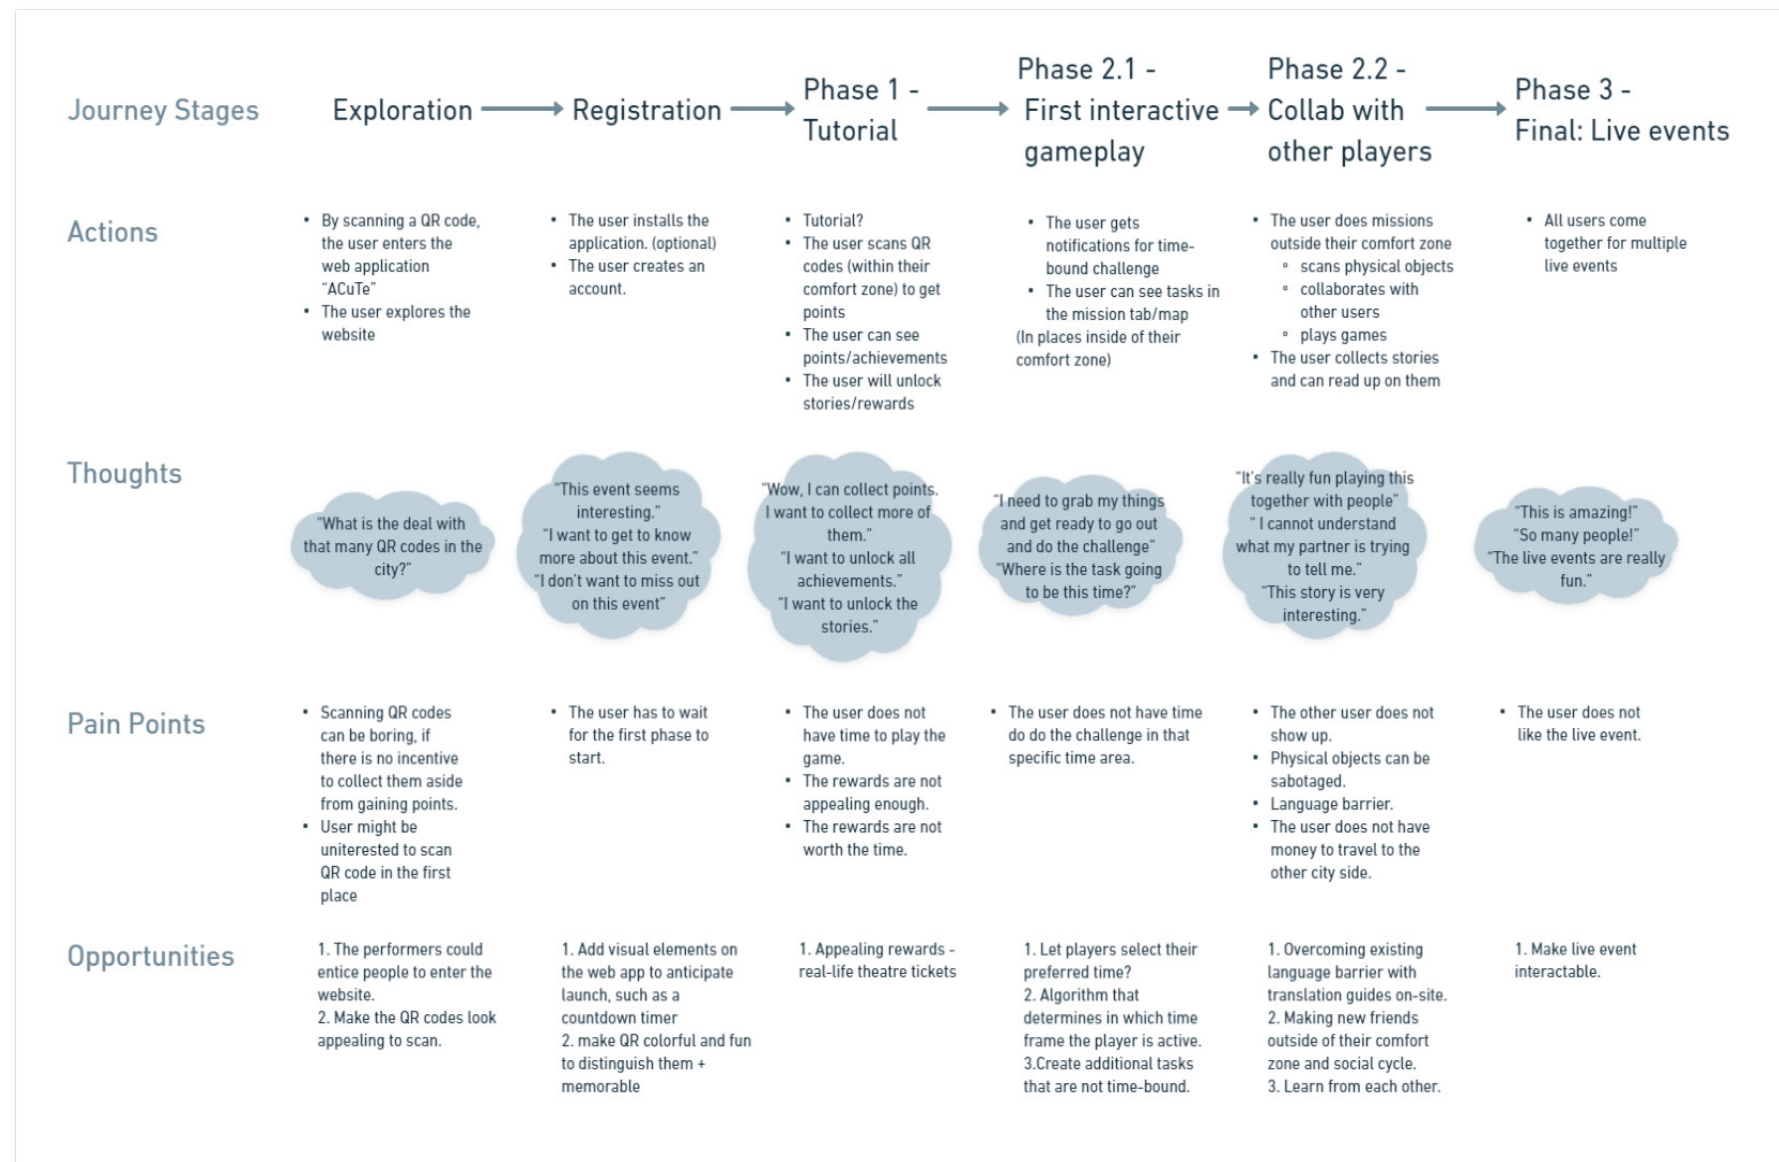 Journey Stages
Exploration
Registration
Phase 1 -
Tutorial
Phase 2.1 -
First interactive
gameplay
Phase 2.2 -
Collab with
other players
Phase 3 -
Final: Live events
Actions
• By scanning a QR code,
the user enters the
web application
"ACuTe"
• The user explores the
website
• The user installs the
application. (optional)
• The user creates an
account.
• Tutorial?
• The user scans QR
codes (within their
comfort zone) to get
points
• The user can see
points/achievements
• The user will unlock
stories/rewards
• The user gets
notifications for time-
bound challenge
• The user can see tasks in
the mission tab/map
(In places inside of their
comfort zone)
• The user does missions
outside their comfort zone
∘ scans physical objects
∘ collaborates with
other users
∘ plays games
• The user collects stories
and can read up on them
• All users come
together for multiple
live events
Thoughts
"What is the deal with
that many QR codes in the
city?"
"This event seems
interesting."
"I want to get to know
more about this event."
"I don't want to miss out
on this event"
"Wow, I can collect points.
I want to collect more of
them."
"I want to unlock all
achievements."
"I want to unlock the
stories."
"I need to grab my things
and get ready to go out
and do the challenge"
"Where is the task going
to be this time?"
"It's really fun playing this
together with people"
" I cannot understand
what my partner is trying
to tell me."
"This story is very
interesting."
"This is amazing!"
"So many people!"
"The live events are really
fun."
Pain Points
• Scanning QR codes
can be boring, if
there is no incentive
to collect them aside
from gaining points.
• User might be
uniterested to scan
QR code in the first
place
• The user has to wait
for the first phase to
start.
• The user does not
have time to play the
game.
• The rewards are not
appealing enough.
• The rewards are not
worth the time.
• The user does not have time
do do the challenge in that
specific time area.
• The other user does not
show up.
• Physical objects can be
sabotaged.
• Language barrier.
• The user does not have
money to travel to the
other city side.
• The user does not
like the live event.
Opportunities
1. The performers could
entice people to enter the
website.
2. Make the QR codes look
appealing to scan.
1. Add visual elements on
the web app to anticipate
launch, such as a
countdown timer
2. make QR colorful and fun
to distinguish them +
memorable
1. Appealing rewards -
real-life theatre tickets
1. Let players select their
preferred time?
2. Algorithm that
determines in which time
frame the player is active.
3.Create additional tasks
that are not time-bound.
1. Overcoming existing
language barrier with
translation guides on-site.
2. Making new friends
outside of their comfort
zone and social cycle.
3. Learn from each other.
1. Make live event
interactable.